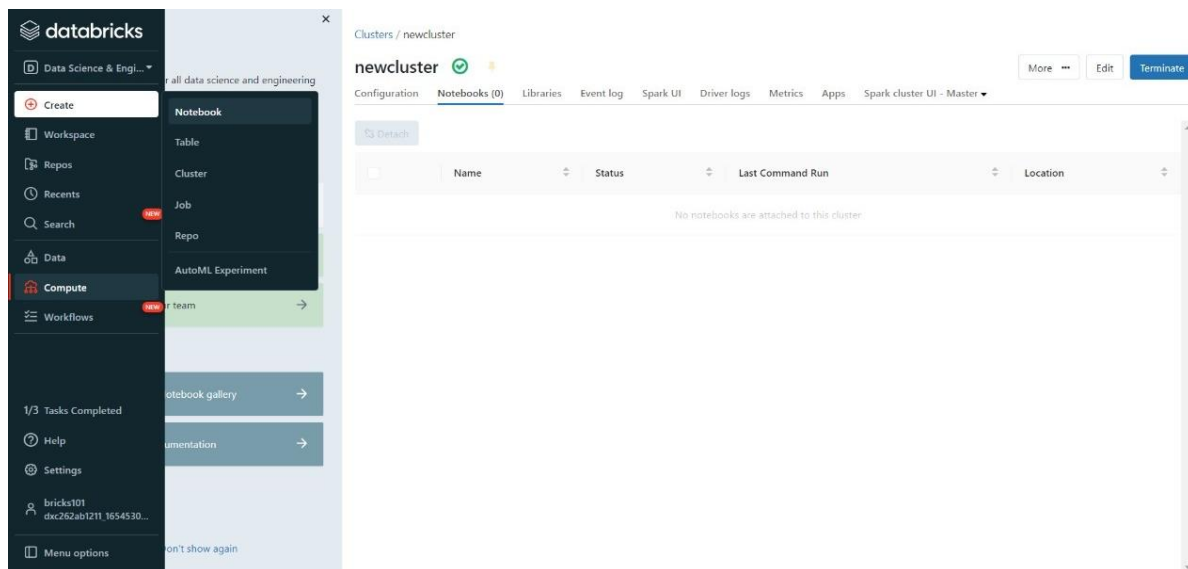 databricks
D Data Science & Engi...
Create
Workspace
Repos
Recents
Search
NEW
Data
Compute
Workflows
NEW
1/3 Tasks Completed
Help
Settings
bricks101
dxc262ab1211_1654530...
Menu options
Notebook
Table
Cluster
Job
Repo
AutoML Experiment
r all data science and engineering
r team
otebook gallery
umentation
on't show again
Clusters / newcluster
newcluster
More Edit Terminate
Configuration Notebooks (0) Libraries Event log Spark UI Driver logs Metrics Apps Spark cluster UI - Master
Detach
Name Status Last Command Run Location
No notebooks are attached to this cluster